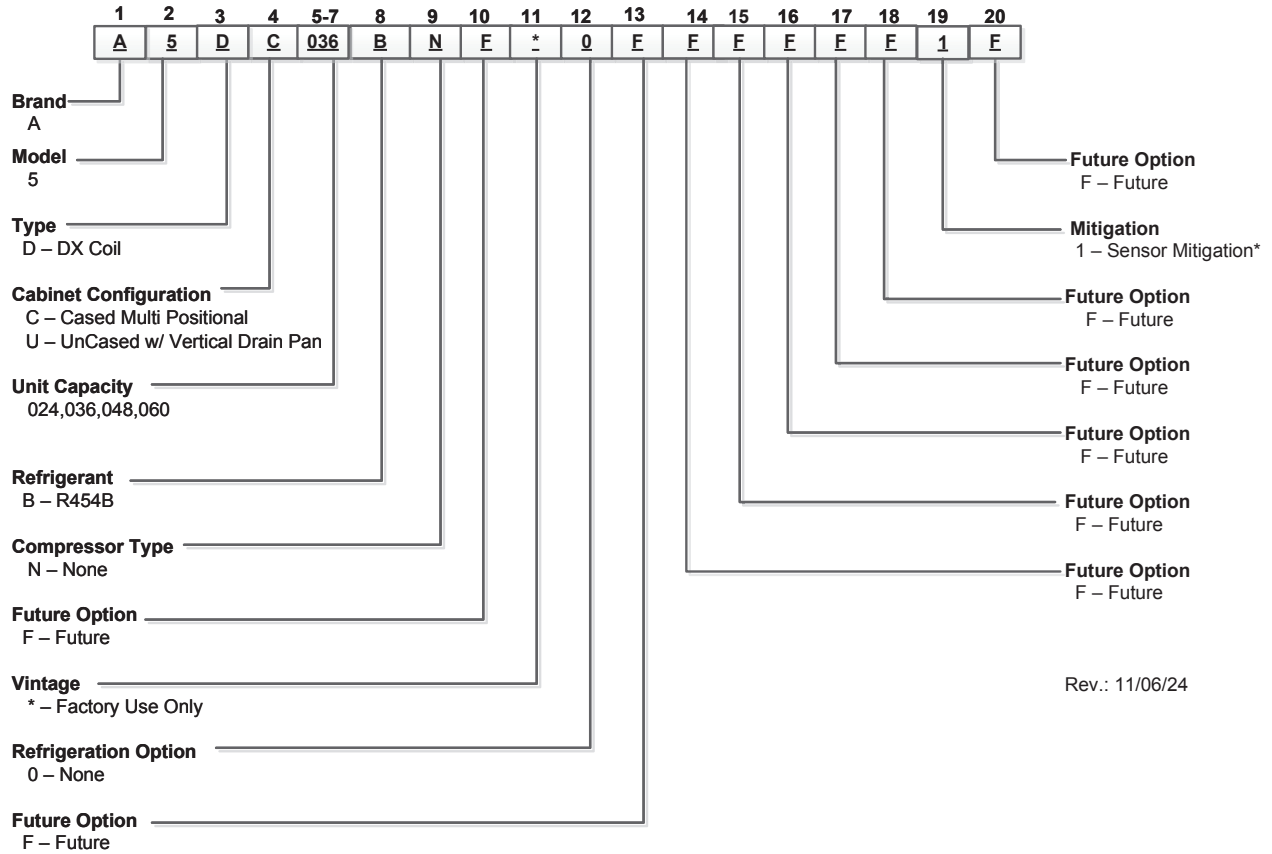 1 2 3 4 5-7 8 9 10 11 12 13 14 15 16 17 18 19 20
A 5 D C 036 B N F * 0 F F F F F F 1 F
Brand
A
Model
5
Type
D – DX Coil
Cabinet Configuration
C – Cased Multi Positional
U – UnCased w/ Vertical Drain Pan
Unit Capacity
024,036,048,060
Refrigerant
B – R454B
Compressor Type
N – None
Future Option
F – Future
Vintage
* – Factory Use Only
Refrigeration Option
0 – None
Future Option
F – Future
Future Option
F – Future
Mitigation
1 – Sensor Mitigation*
Future Option
F – Future
Future Option
F – Future
Future Option
F – Future
Future Option
F – Future
Future Option
F – Future
Rev.: 11/06/24